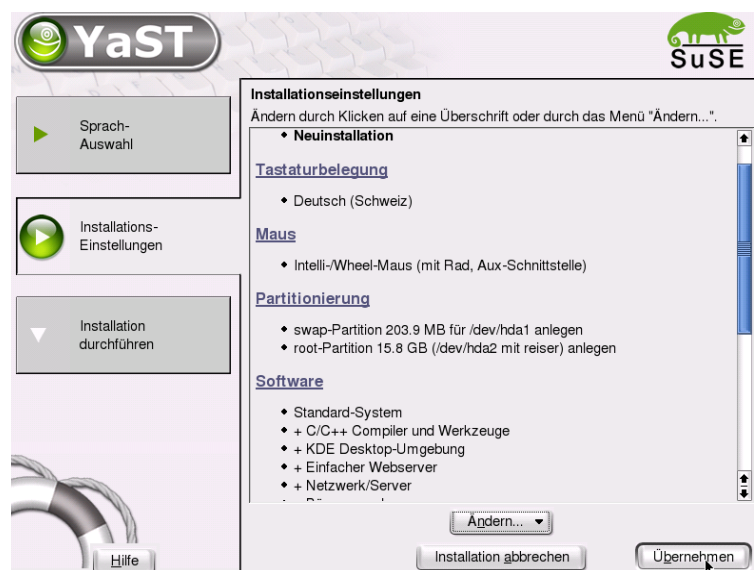 YaST
SuSE
Sprach-
Auswahl
Installations-
Einstellungen
Installation
durchführen
Hilfe
Installationseinstellungen
Ändern durch Klicken auf eine Überschrift oder durch das Menü "Ändern...".
Neuinstallation
Tastaturbelegung
Deutsch (Schweiz)
Maus
Intelli-/Wheel-Maus (mit Rad, Aux-Schnittstelle)
Partitionierung
swap-Partition 203.9 MB für /dev/hda1 anlegen
root-Partition 15.8 GB (/dev/hda2 mit reiser) anlegen
Software
Standard-System
+ C/C++ Compiler und Werkzeuge
+ KDE Desktop-Umgebung
+ Einfacher Webserver
+ Netzwerk/Server
Ändern...
Installation abbrechen
Übernehmen